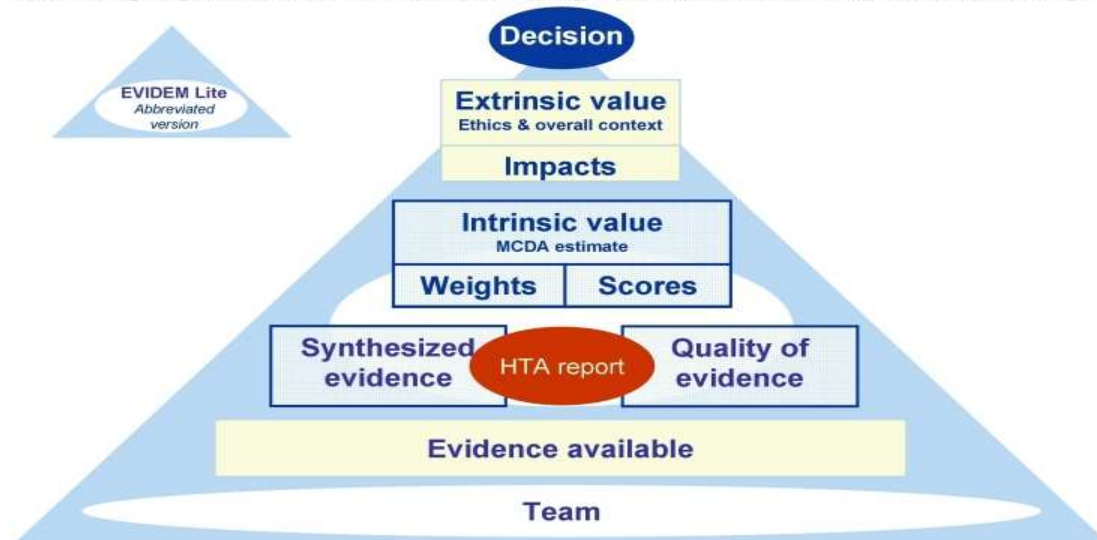 Decision
EVIDEM Lite
Abbreviated
version
Extrinsic value
Ethics & overall context
Impacts
Intrinsic value
MCDA estimate
Weights
Scores
Synthesized
evidence
HTA report
Quality of
evidence
Evidence available
Team